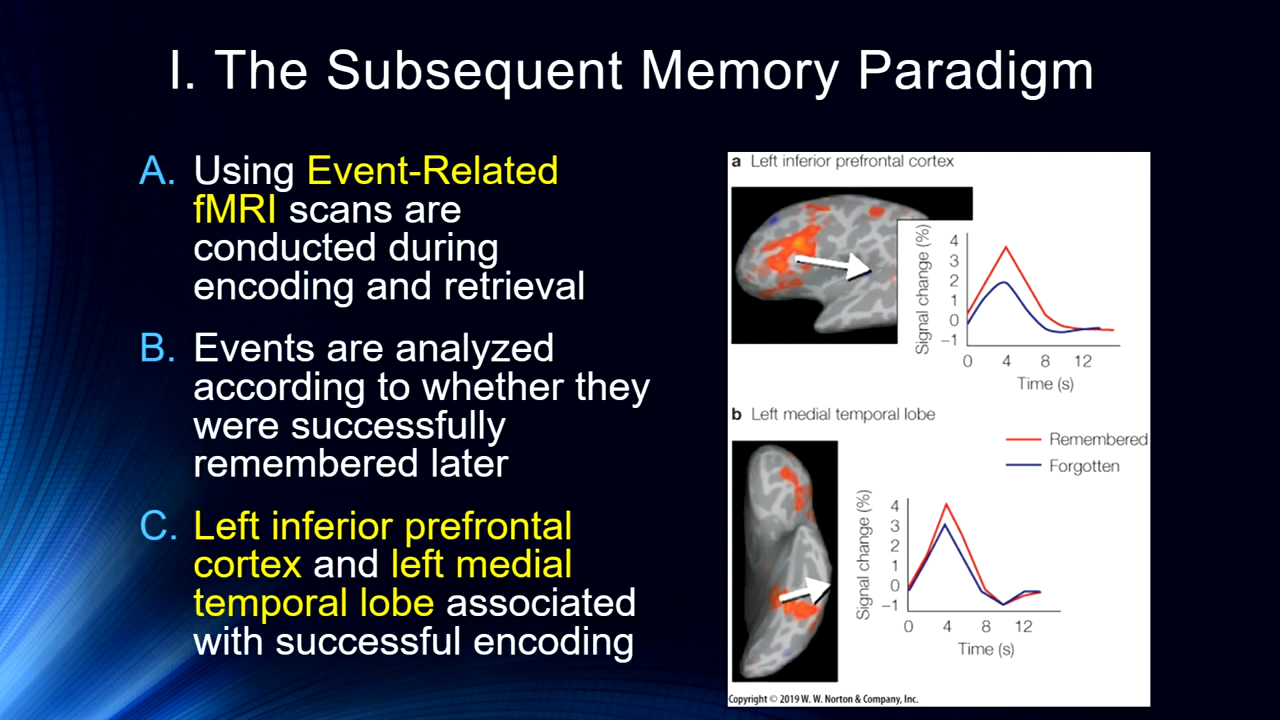 I. The Subsequent Memory Paradigm
A. Using Event-Related
fMRI scans are
conducted during
encoding and retrieval
B. Events are analyzed
according to whether they
were successfully
remembered later
C. Left inferior prefrontal
cortex and left medial
temporal lobe associated
with successful encoding
a Left inferior prefrontal cortex
Signal change (%)
4
3
2
1
0
−1
0 4 8 12
Time (s)
b Left medial temporal lobe
Remembered
Forgotten
Signal change (%)
4
3
2
1
0
−1
0 4 8 12
Time (s)
Copyright © 2019 W. W. Norton & Company, Inc.